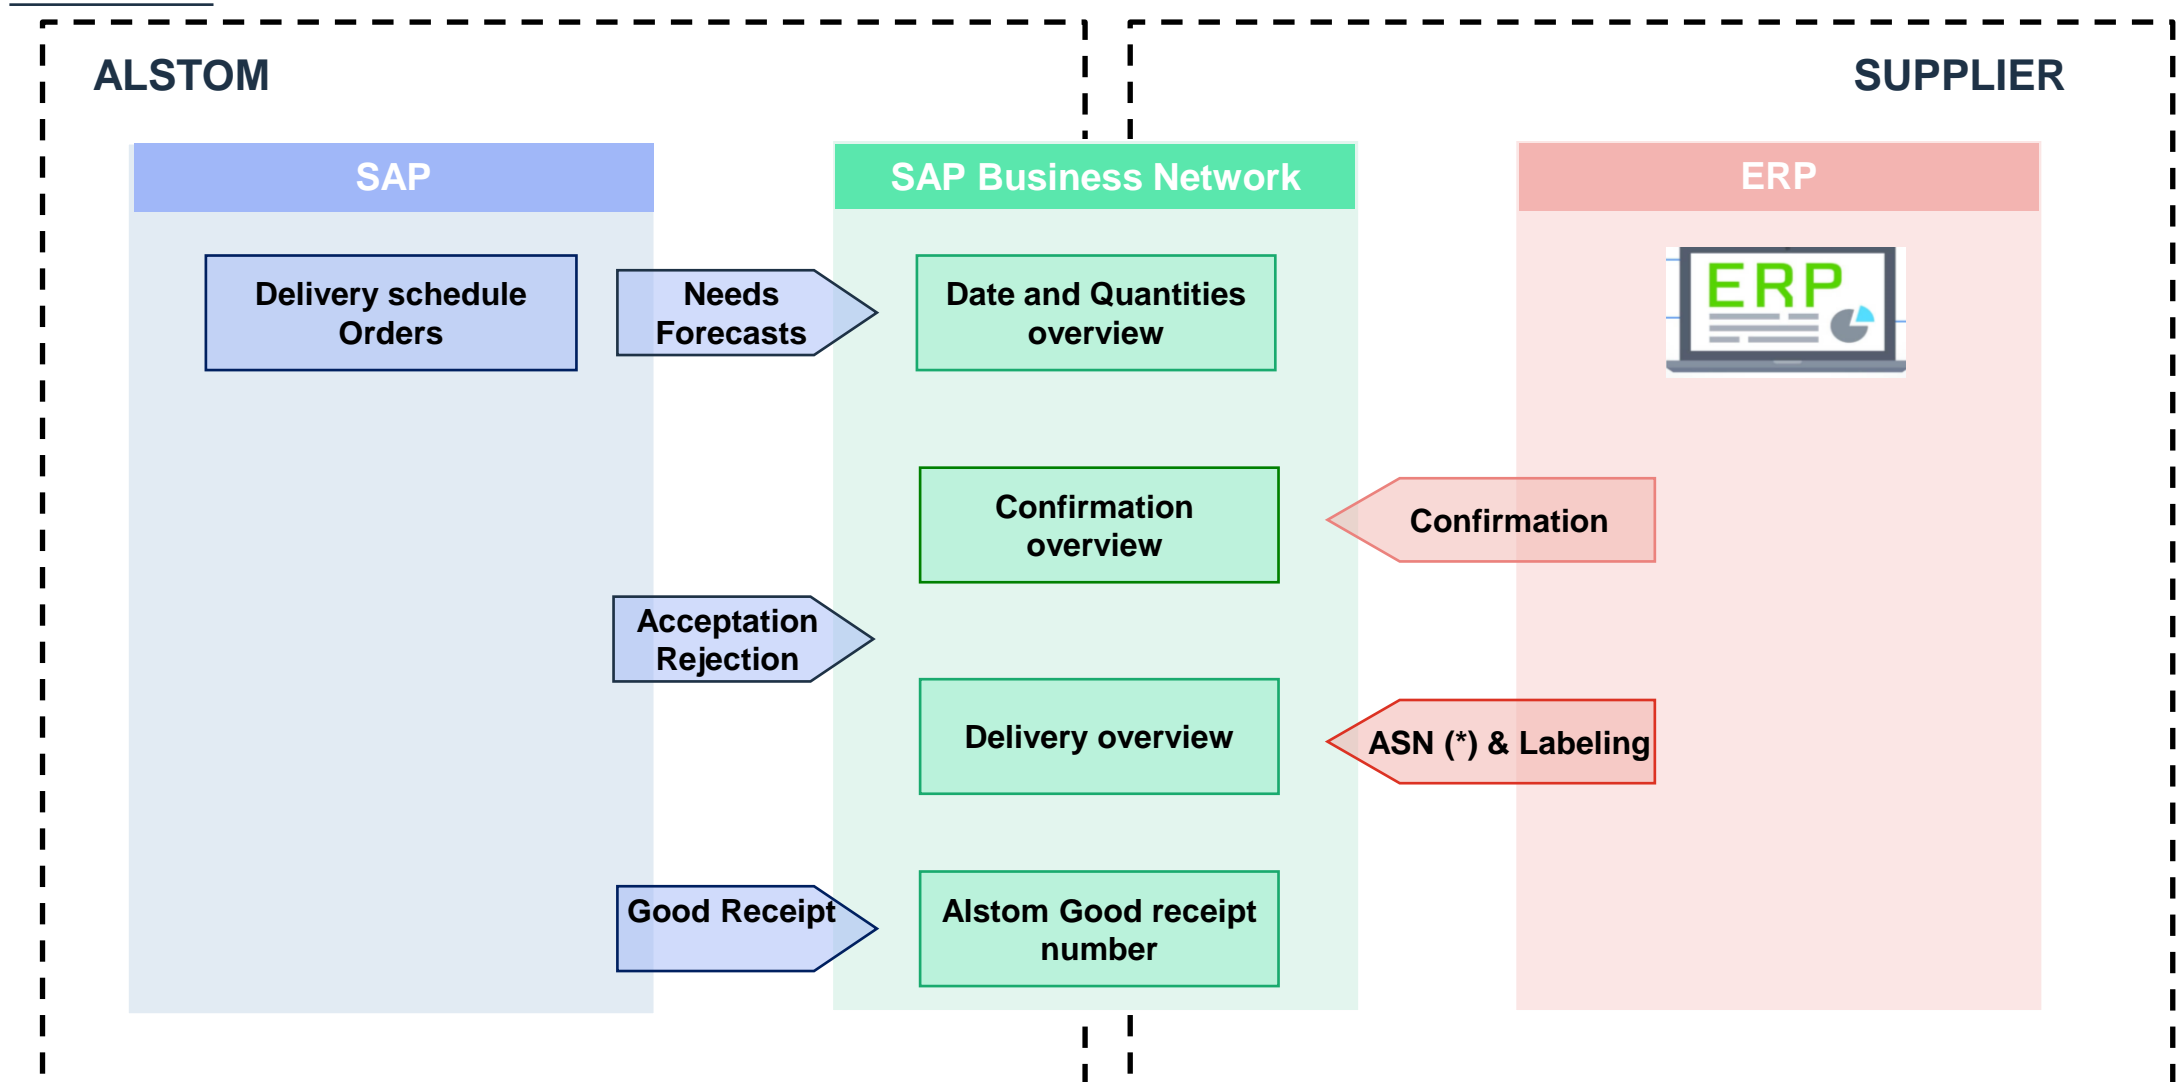 ALSTOM
SUPPLIER
SAP
SAP Business Network
ERP
Delivery schedule
Orders
Needs
Forecasts
Date and Quantities
overview
ERP
Confirmation
overview
Confirmation
Acceptation
Rejection
Delivery overview
ASN (*) & Labeling
Good Receipt
Alstom Good receipt
number